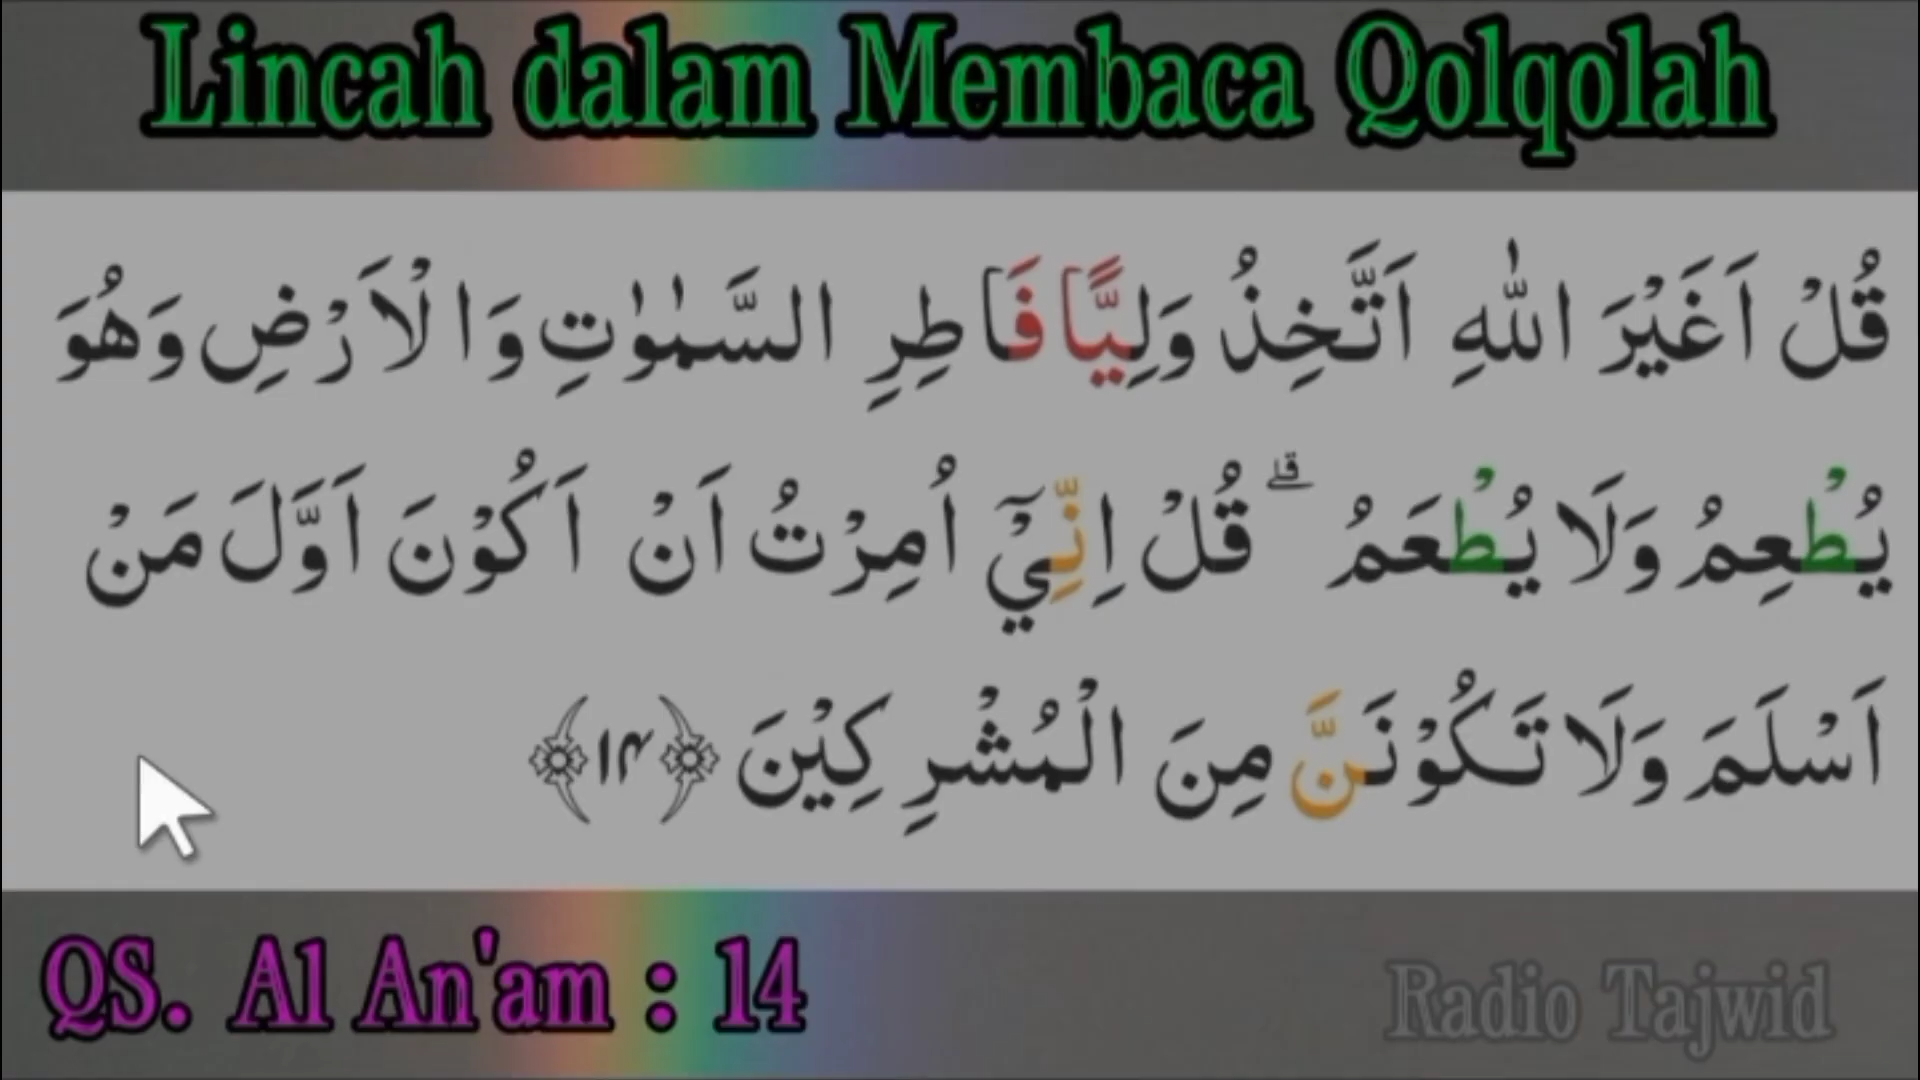 Lincah dalam Membaca Qolqolah
قُلْ اَغَيْرَ اللّٰهِ اَتَّخِذُ وَلِيًّا فَاطِرِ السَّمٰوٰتِ وَالْاَرْضِ وَهُوَ
يُطْعِمُ وَلَا يُطْعَمُ ۗ قُلْ اِنِّيْٓ اُمِرْتُ اَنْ اَكُوْنَ اَوَّلَ مَنْ
اَسْلَمَ وَلَا تَكُوْنَنَّ مِنَ الْمُشْرِكِيْنَ ﴿١٤﴾
QS. Al An'am : 14
Radio Tajwid